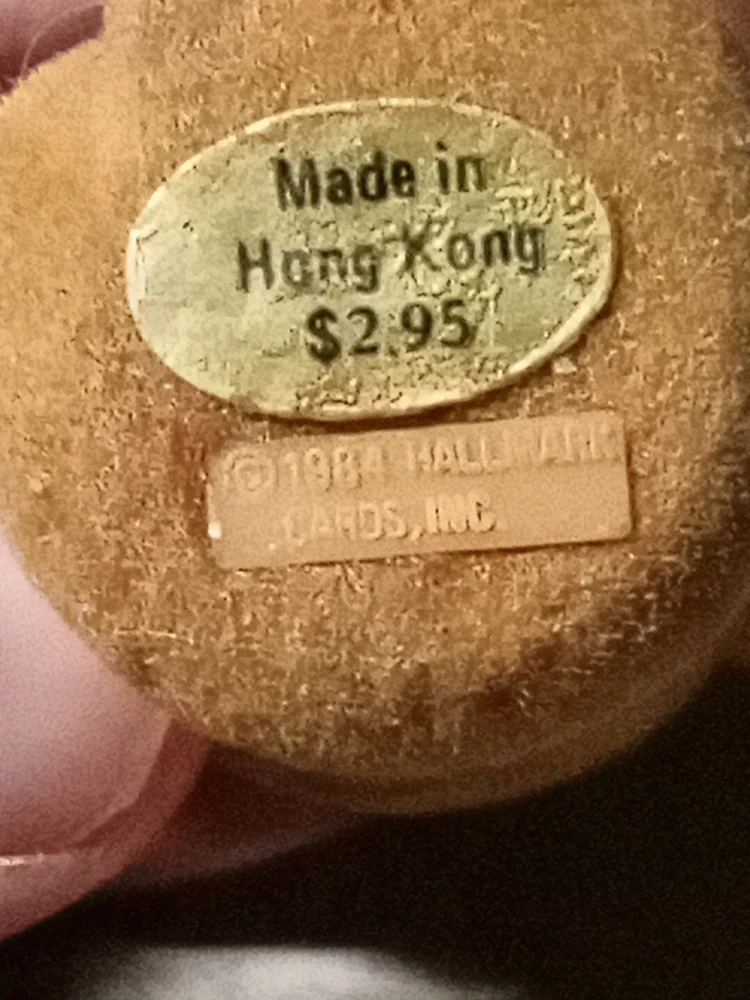 Made in
Hong Kong
$2.95
©1984 HALLMARK
CARDS, INC.